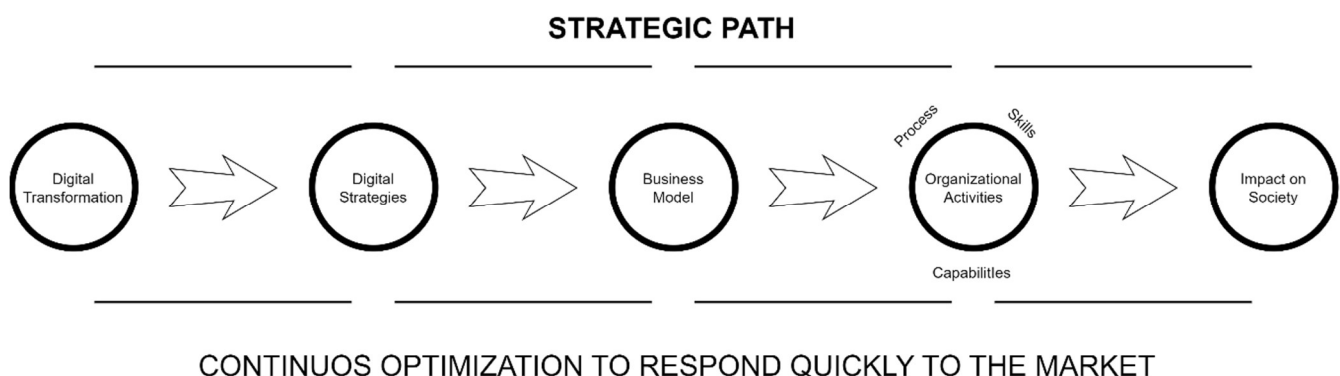 STRATEGIC PATH
Process
Skills
Digital
Transformation
Digital
Strategies
Business
Model
Organizational
Activities
Impact on
Society
Capabilitles
CONTINUOS OPTIMIZATION TO RESPOND QUICKLY TO THE MARKET